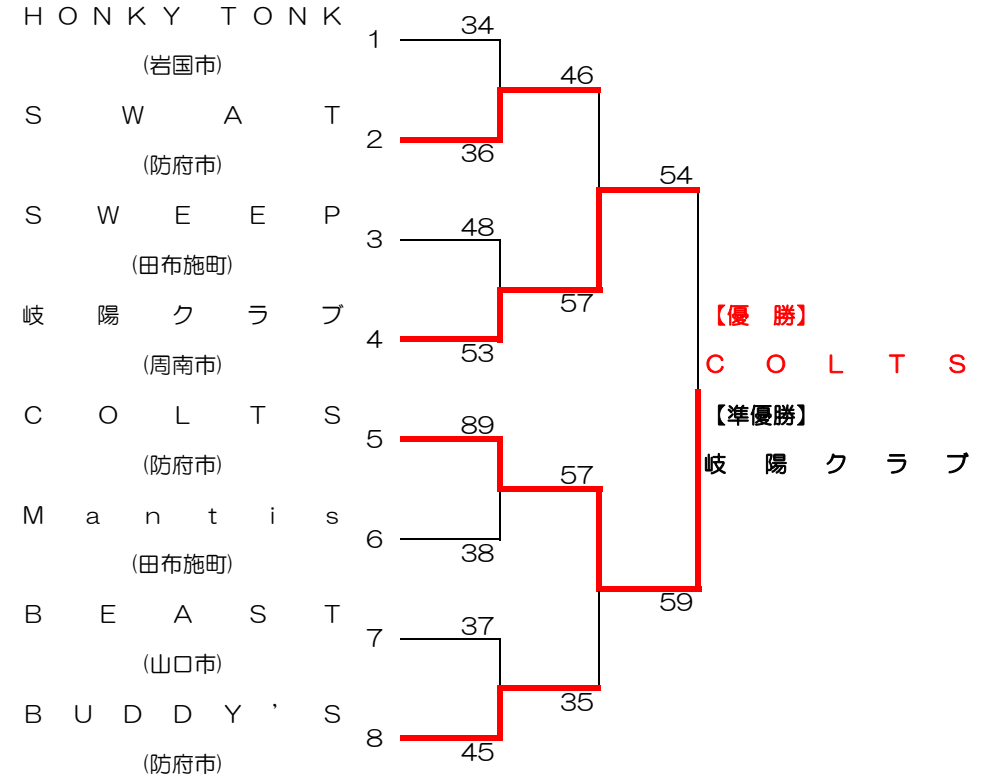 HONKY TONK
1
34
(岩国市)
46
SWAT
2
36
(防府市)
54
SWEEP
3
48
(田布施町)
57
岐陽クラブ
4
53
(周南市)
【優　勝】
COLTS
【準優勝】
岐陽クラブ
COLTS
5
89
(防府市)
57
Mantis
6
38
(田布施町)
59
BEAST
7
37
(山口市)
35
BUDDY'S
8
45
(防府市)